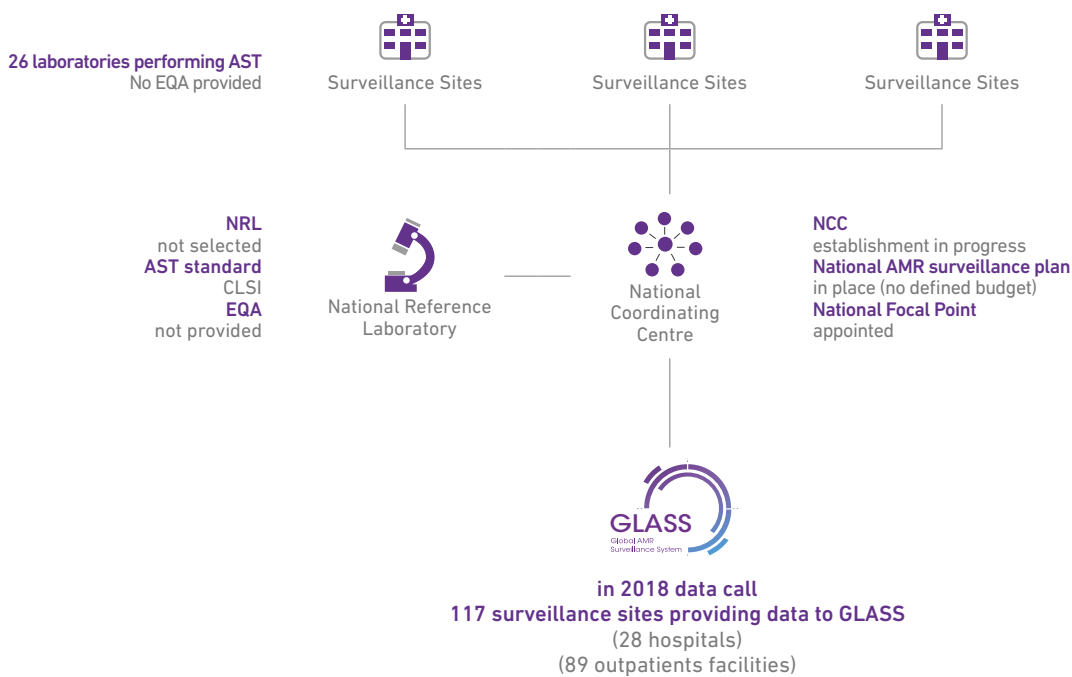 26 laboratories performing AST
No EQA provided
Surveillance Sites
Surveillance Sites
Surveillance Sites
NRL
not selected
AST standard
CLSI
EQA
not provided
National Reference
Laboratory
National
Coordinating
Centre
NCC
establishment in progress
National AMR surveillance plan
in place (no defined budget)
National Focal Point
appointed
GLASS
Global AMR
Surveillance System
in 2018 data call
117 surveillance sites providing data to GLASS
(28 hospitals)
(89 outpatients facilities)